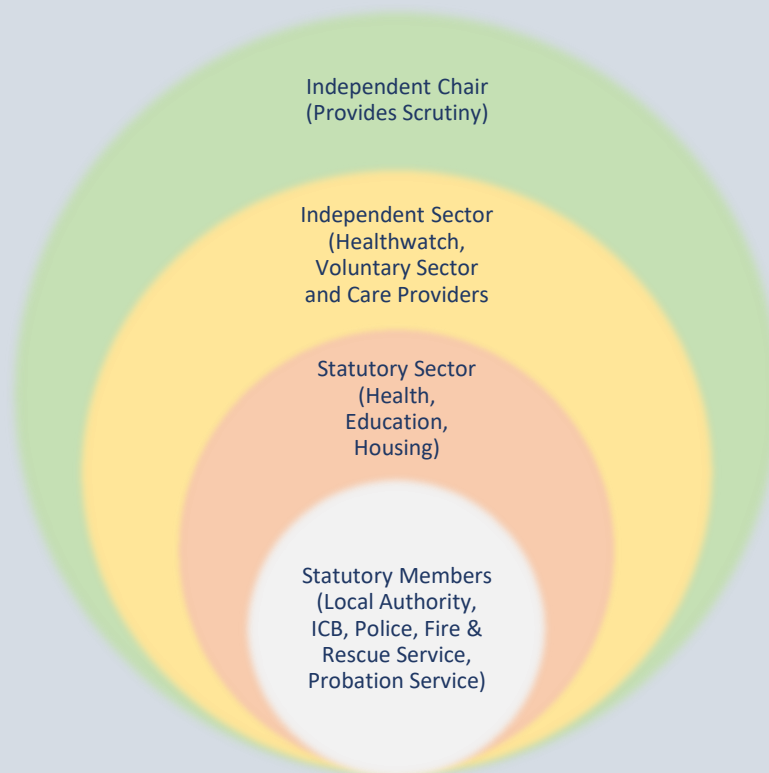 Independent Chair
(Provides Scrutiny)
Independent Sector
(Healthwatch,
Voluntary Sector
and Care Providers
Statutory Sector
(Health,
Education,
Housing)
Statutory Members
(Local Authority,
ICB, Police, Fire &
Rescue Service,
Probation Service)